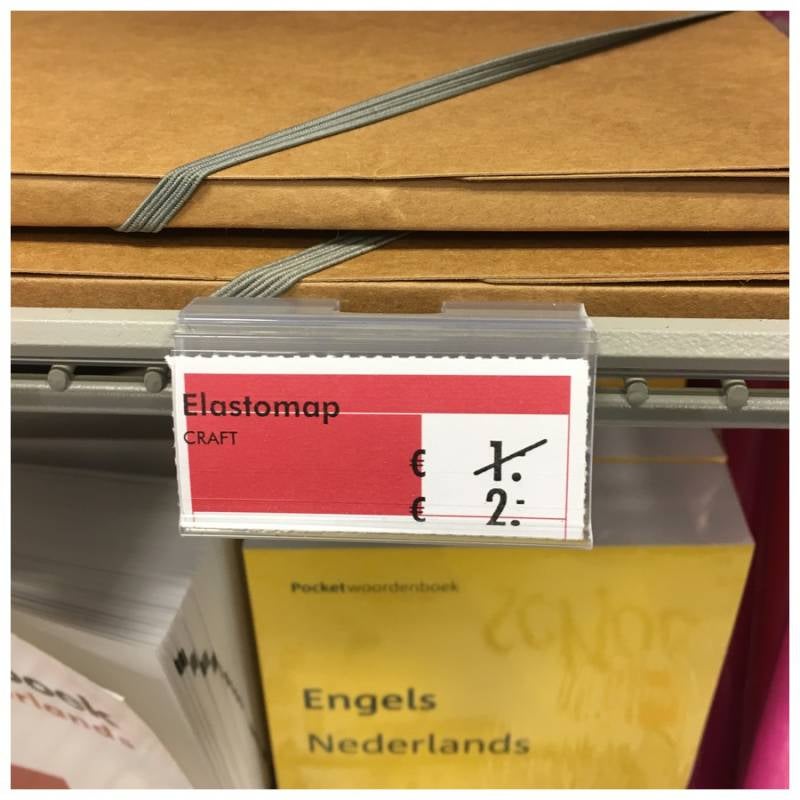 Elastomap
CRAFT
€ 1.-
€ 2.-
Pocketwoordenboek
Engels
Nederlands